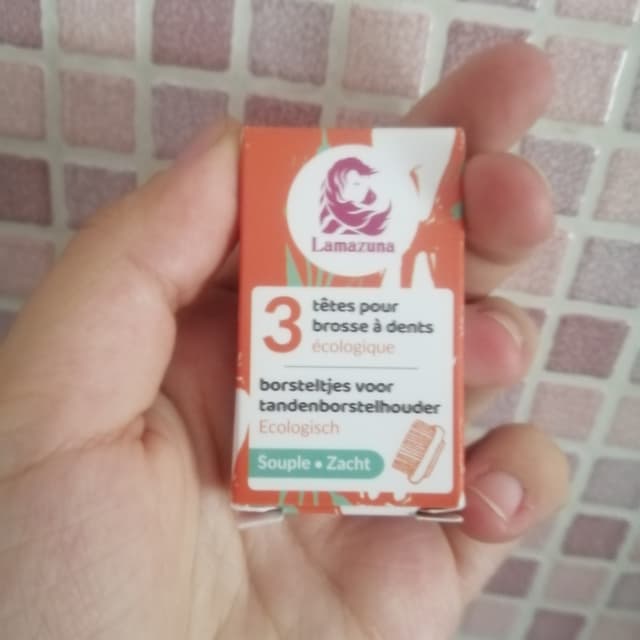 Lamazuna
3 têtes pour
brosse à dents
écologique
borsteltjes voor
tandenborstelhouder
Ecologisch
Souple • Zacht